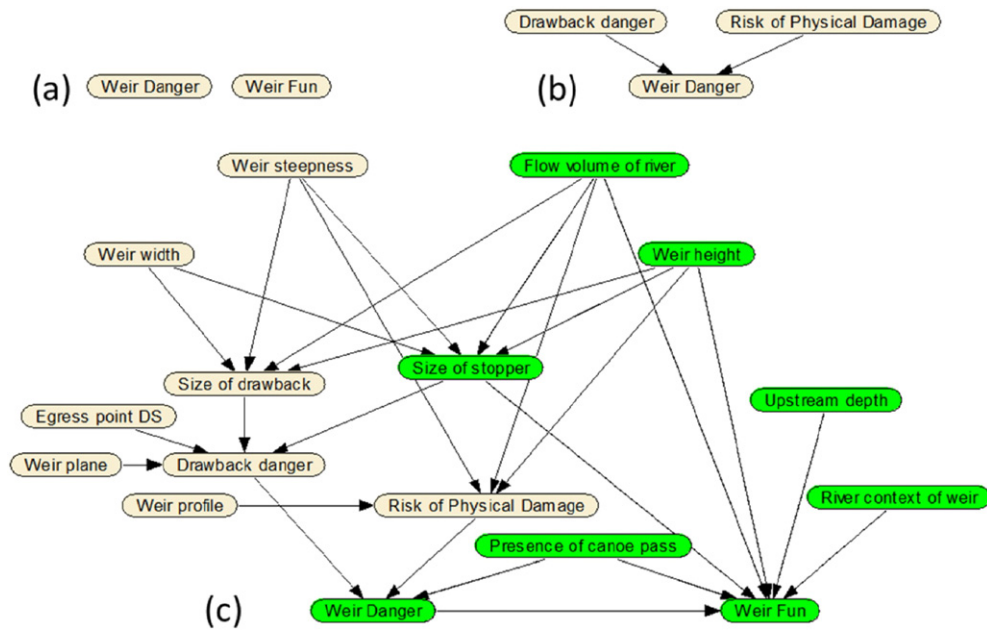 Drawback danger
Risk of Physical Damage
(a)
Weir Danger
Weir Fun
(b)
Weir Danger
Weir steepness
Flow volume of river
Weir width
Weir height
Size of drawback
Size of stopper
Egress point DS
Upstream depth
Weir plane
Drawback danger
Weir profile
Risk of Physical Damage
River context of weir
Presence of canoe pass
(c)
Weir Danger
Weir Fun